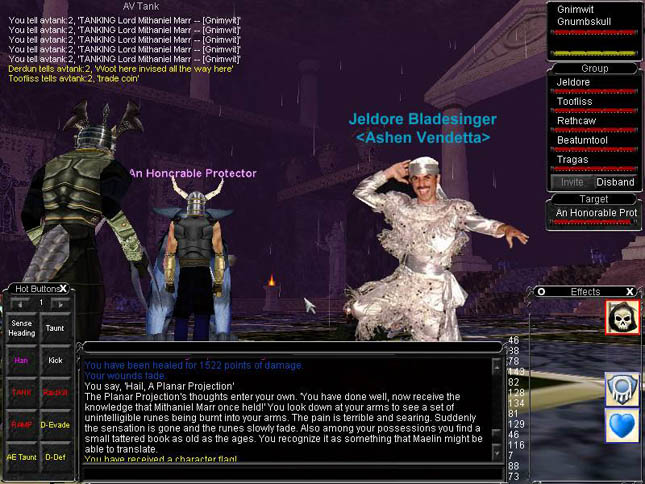 AV Tank
You tell avtank:2, 'TANKING Lord Mithaniel Marr -- [Gnimwit]'
You tell avtank:2, 'TANKING Lord Mithaniel Marr -- [Gnimwit]'
You tell avtank:2, 'TANKING Lord Mithaniel Marr -- [Gnimwit]'
You tell avtank:2, 'TANKING Lord Mithaniel Marr -- [Gnimwit]'
You tell avtank:2, 'TANKING Lord Mithaniel Marr -- [Gnimwit]'
Derdun tells avtank:2, 'Woot here invised all the way here'
Toofliss tells avtank:2, 'trade coin'
Gnimwit
Gnumbskull
Group
Jeldore
Toofliss
Rethcaw
Beatumtool
Tragas
Invite Disband
Target
An Honorable Prot
Jeldore Bladesinger
<Ashen Vendetta>
An Honorable Protector
Hot Buttons X
1
Sense Heading
Taunt
Han
Kick
TANK
RAMP
D-Evade
AE Taunt
D-Def
You have been healed for 1522 points of damage.
Your wounds fade.
You say, 'Hail, A Planar Projection'
The Planar Projection's thoughts enter your own. 'You have done well, now receive the
knowledge that Mithaniel Marr once held!' You look down at your arms to see a set of
unintelligible runes being burnt into your arms. The pain is terrible and searing. Suddenly
the sensation is gone and the runes slowly fade. Also among your possessions you find a
small tattered book as old as the ages. You recognize it as something that Maelin might be
able to translate.
You have received a character flag!
46
78
82
128
134
81
129
46
116
7
88
73
Effects X